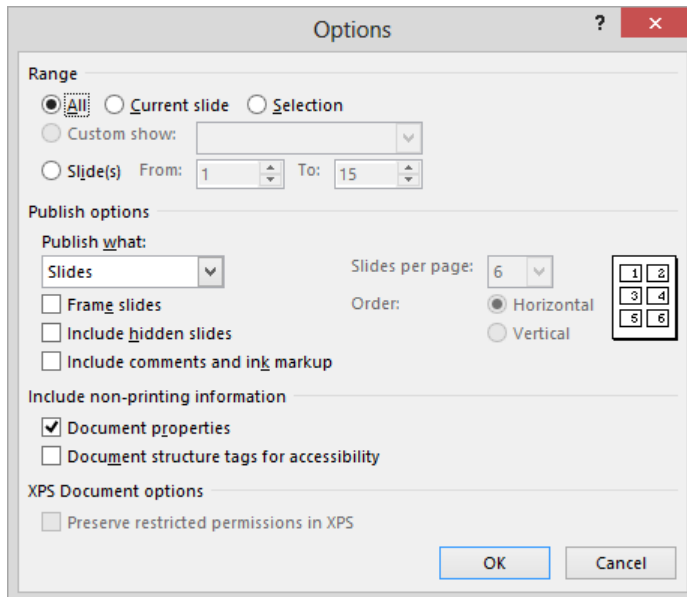 Options ?
Range
All Current slide Selection
Custom show:
Slide(s) From: 1 To: 15
Publish options
Publish what:
Slides Slides per page: 6
Frame slides Order: Horizontal
Include hidden slides Vertical
Include comments and ink markup
1 2
3 4
5 6
Include non-printing information
Document properties
Document structure tags for accessibility
XPS Document options
Preserve restricted permissions in XPS
OK Cancel